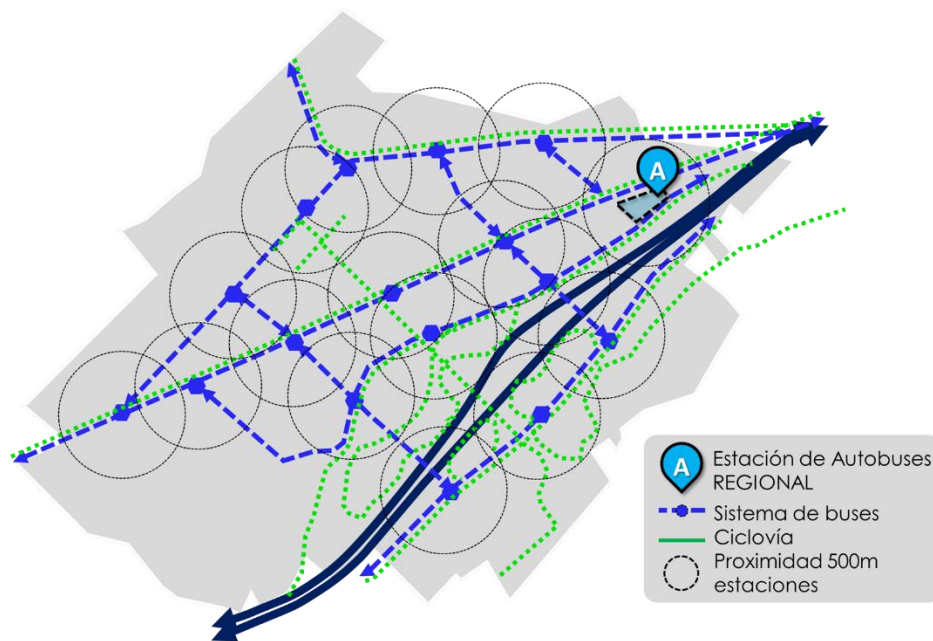 A
A
Estación de Autobuses
REGIONAL
Sistema de buses
Ciclovía
Proximidad 500m
estaciones